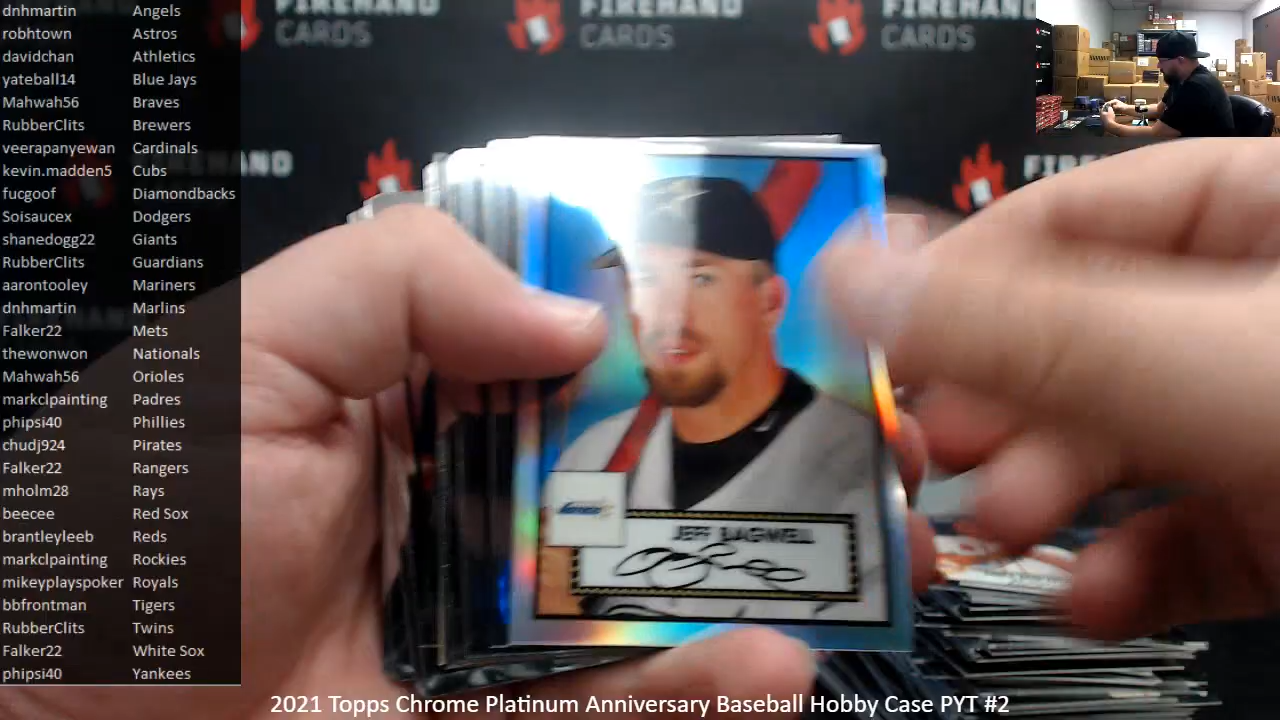 dnhmartin Angels
robhtown Astros
davidchan Athletics
yateball14 Blue Jays
Mahwah56 Braves
RubberClits Brewers
veerapanyewan Cardinals
kevin.madden5 Cubs
fucgoof Diamondbacks
Soisaucex Dodgers
shanedogg22 Giants
RubberClits Guardians
aarontooley Mariners
dnhmartin Marlins
Falker22 Mets
thewonwon Nationals
Mahwah56 Orioles
markclpainting Padres
phipsi40 Phillies
chudj924 Pirates
Falker22 Rangers
mholm28 Rays
beecee Red Sox
brantleyleeb Reds
markclpainting Rockies
mikeyplayspoker Royals
bbfrontman Tigers
RubberClits Twins
Falker22 White Sox
phipsi40 Yankees
FIREHAND
CARDS
FIREHAND
CARDS
JEFF BAGWELL
2021 Topps Chrome Platinum Anniversary Baseball Hobby Case PYT #2